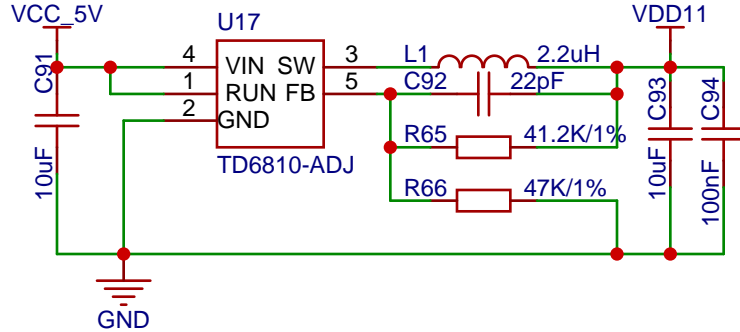 VCC_5V
VDD11
U17
C91
10uF
4 VIN SW 3
1 RUN FB 5
2 GND
TD6810-ADJ
L1 2.2uH
C92 22pF
R65 41.2K/1%
R66 47K/1%
C93
10uF
C94
100nF
GND